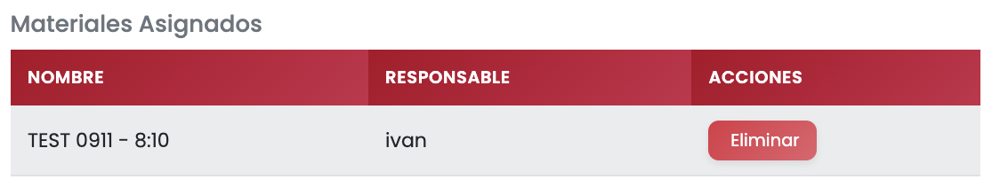 Materiales Asignados
NOMBRE RESPONSABLE ACCIONES
TEST 0911 - 8:10 ivan Eliminar